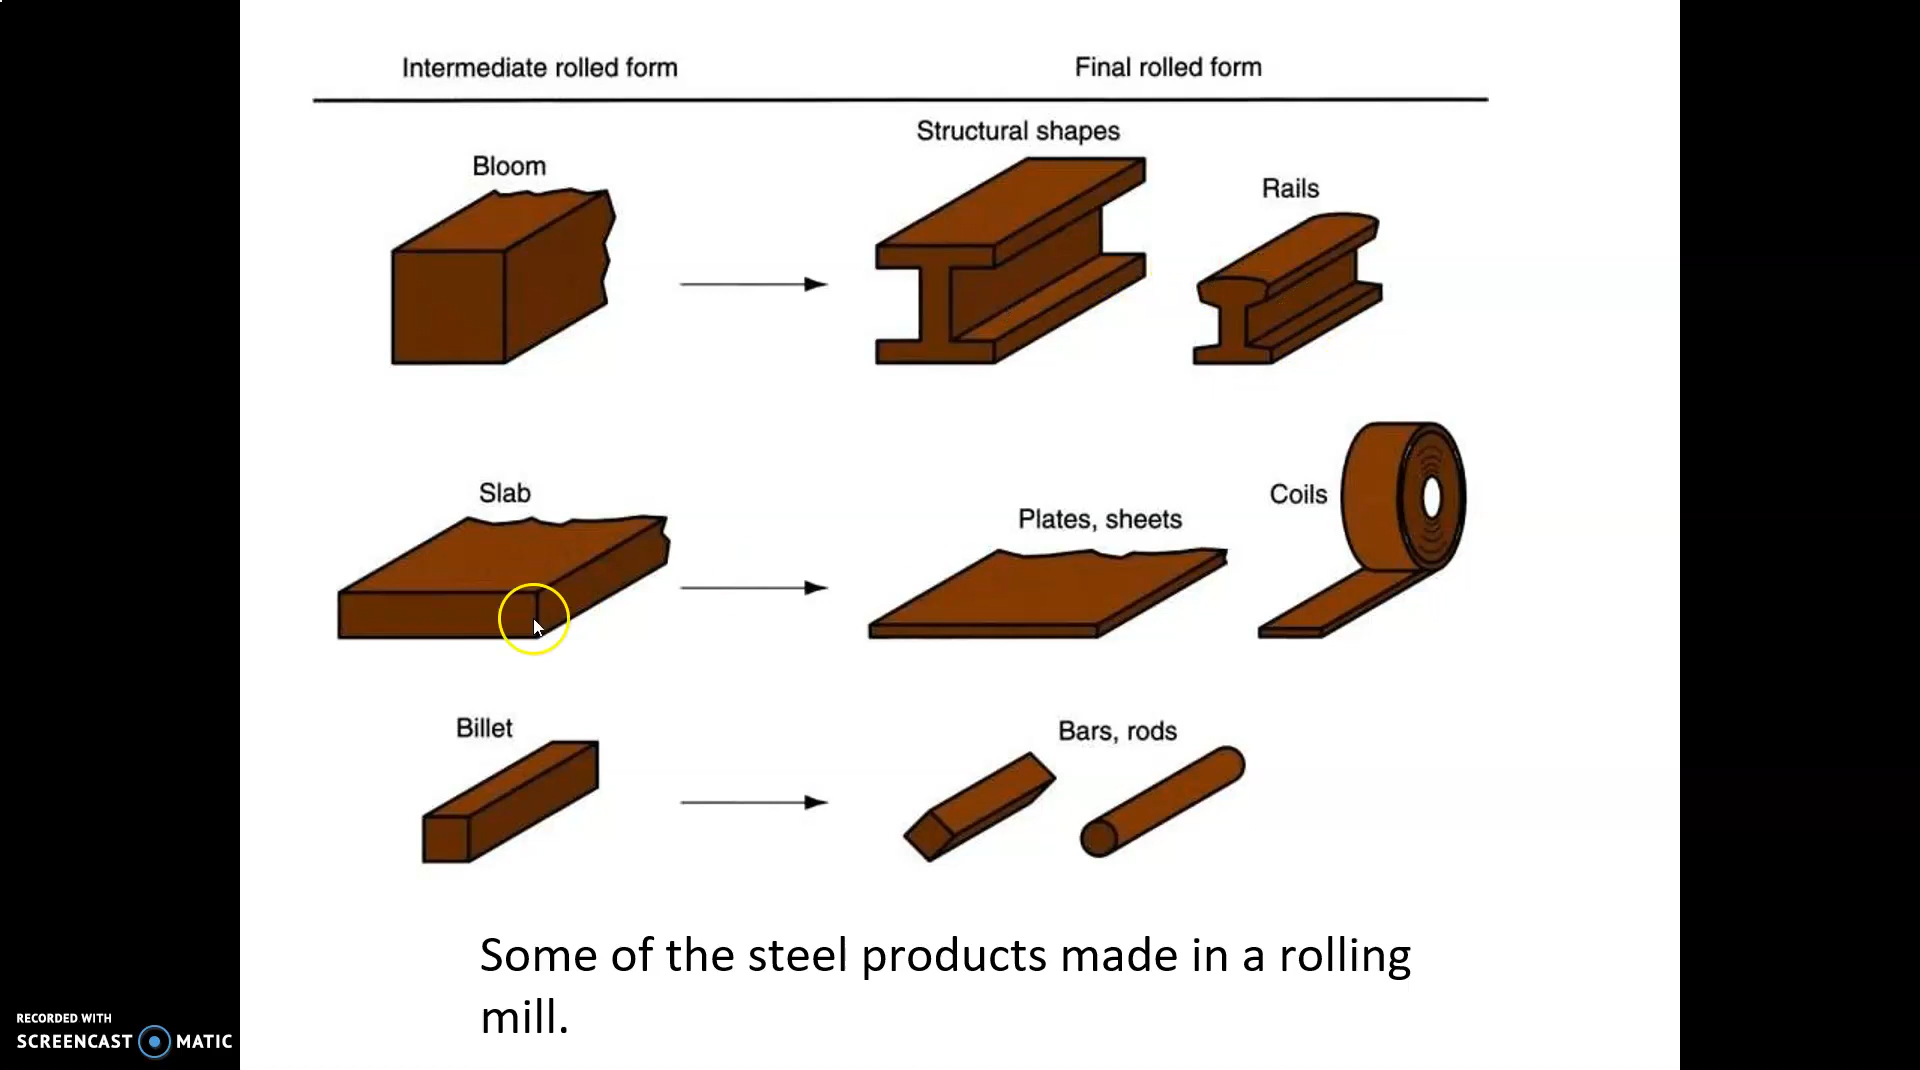 Intermediate rolled form
Final rolled form
Structural shapes
Bloom
Rails
Slab
Plates, sheets
Coils
Billet
Bars, rods
Some of the steel products made in a rolling
mill.
RECORDED WITH
SCREENCAST MATIC